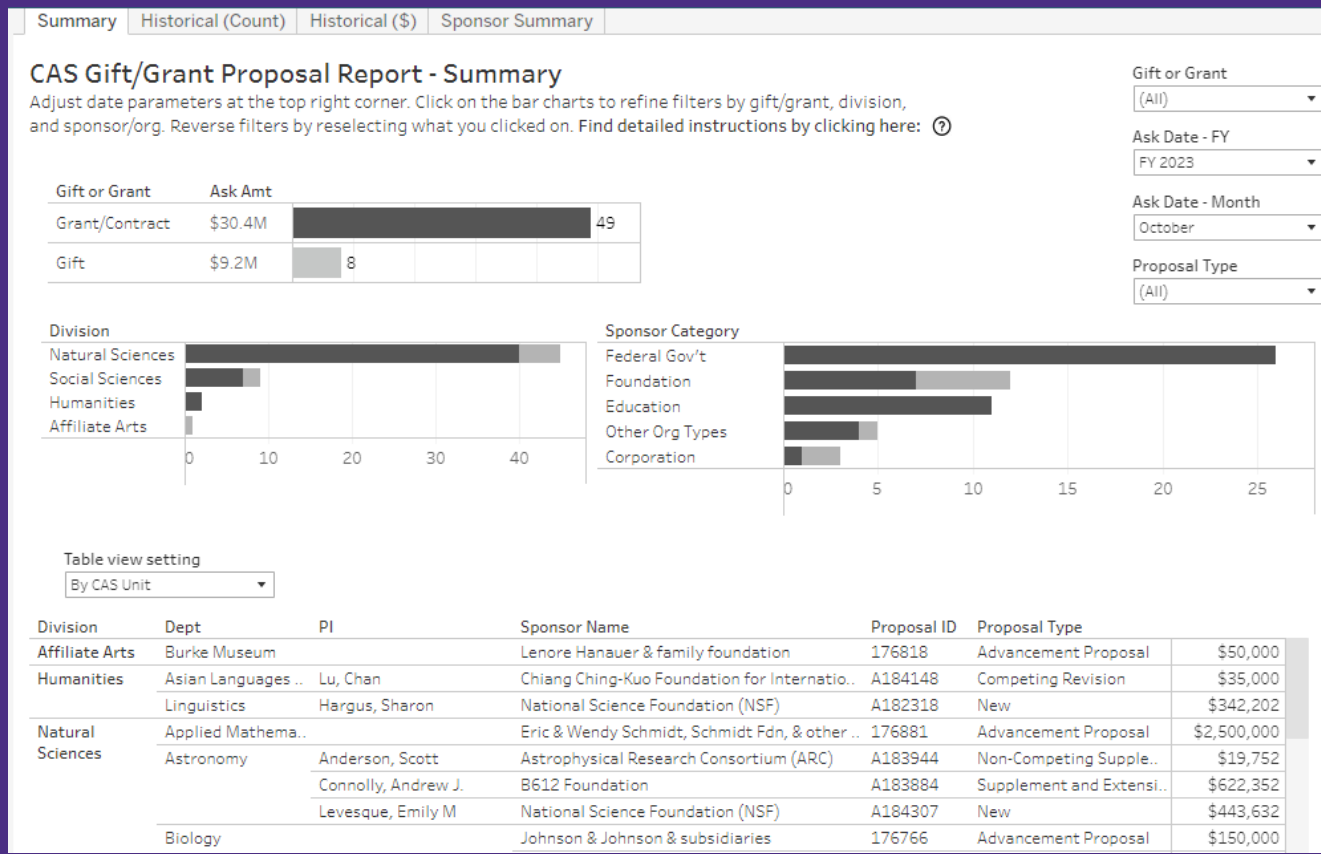 Summary Historical (Count) Historical ($) Sponsor Summary
CAS Gift/Grant Proposal Report - Summary
Adjust date parameters at the top right corner. Click on the bar charts to refine filters by gift/grant, division,
and sponsor/org. Reverse filters by reselecting what you clicked on. Find detailed instructions by clicking here: ?
Gift or Grant
(All)
Ask Date - FY
FY 2023
Ask Date - Month
October
Proposal Type
(All)
Gift or Grant Ask Amt
Grant/Contract $30.4M 49
Gift $9.2M 8
Division
Natural Sciences
Social Sciences
Humanities
Affiliate Arts
0 10 20 30 40
Sponsor Category
Federal Gov't
Foundation
Education
Other Org Types
Corporation
0 5 10 15 20 25
Table view setting
By CAS Unit
Division Dept PI Sponsor Name Proposal ID Proposal Type
Affiliate Arts Burke Museum Lenore Hanauer & family foundation 176818 Advancement Proposal $50,000
Humanities Asian Languages .. Lu, Chan Chiang Ching-Kuo Foundation for Internatio.. A184148 Competing Revision $35,000
Linguistics Hargus, Sharon National Science Foundation (NSF) A182318 New $342,202
Natural Applied Mathema.. Eric & Wendy Schmidt, Schmidt Fdn, & other .. 176881 Advancement Proposal $2,500,000
Sciences Astronomy Anderson, Scott Astrophysical Research Consortium (ARC) A183944 Non-Competing Supple.. $19,752
Connolly, Andrew J. B612 Foundation A183884 Supplement and Extensi.. $622,352
Levesque, Emily M National Science Foundation (NSF) A184307 New $443,632
Biology Johnson & Johnson & subsidiaries 176766 Advancement Proposal $150,000